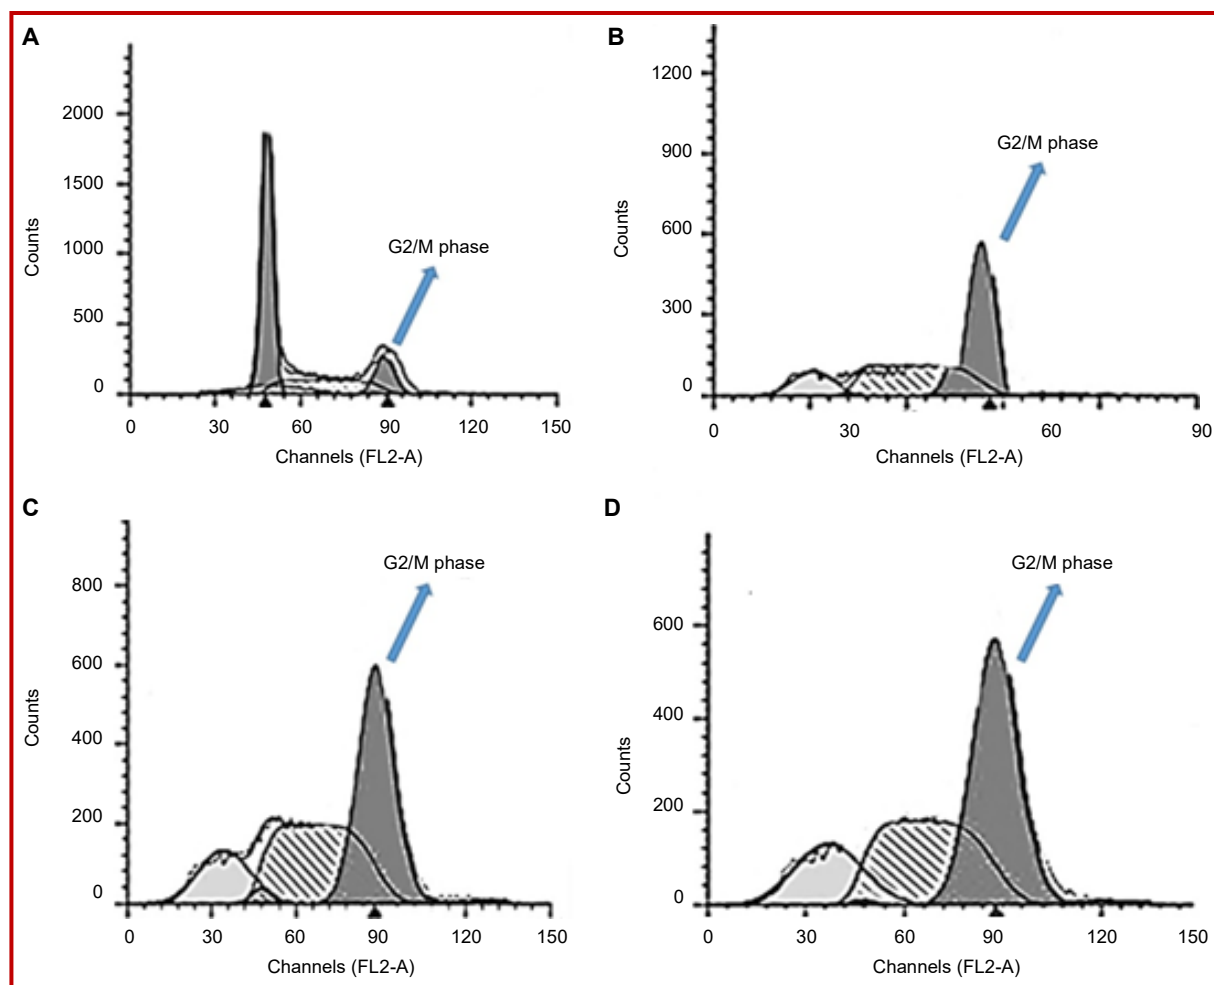 A
2000
1500
1000
500
0
Counts
G2/M phase
0 30 60 90 120 150
Channels (FL2-A)
B
1200
900
600
300
0
Counts
G2/M phase
0 30 60 90
Channels (FL2-A)
C
800
600
400
200
0
Counts
G2/M phase
0 30 60 90 120 150
Channels (FL2-A)
D
600
400
200
0
Counts
G2/M phase
0 30 60 90 120 150
Channels (FL2-A)